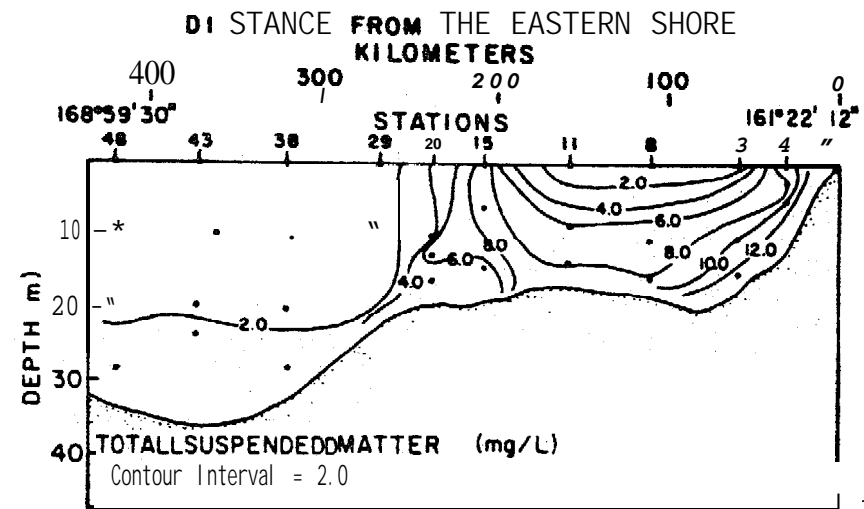 DI STANCE FROM THE EASTERN SHORE
KILOMETERS
400 300 200 100 0
168°59'30" STATIONS 161°22' 12"
48 43 38 29 20 15 11 8 3 4 "
2.0
4.0
10 * " 6.0
6.0 8.0 8.0 12.0
4.0 10.0
20 " 2.0
DEPTH m)
30
40 TOTALLSUSPENDEDDMATTER (mg/L)
Contour Interval = 2.0